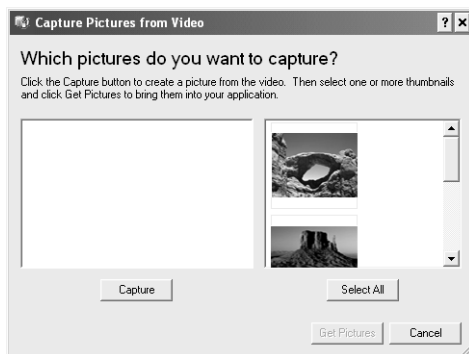 Capture Pictures from Video
Which pictures do you want to capture?
Click the Capture button to create a picture from the video. Then select one or more thumbnails
and click Get Pictures to bring them into your application.
Capture
Select All
Get Pictures
Cancel